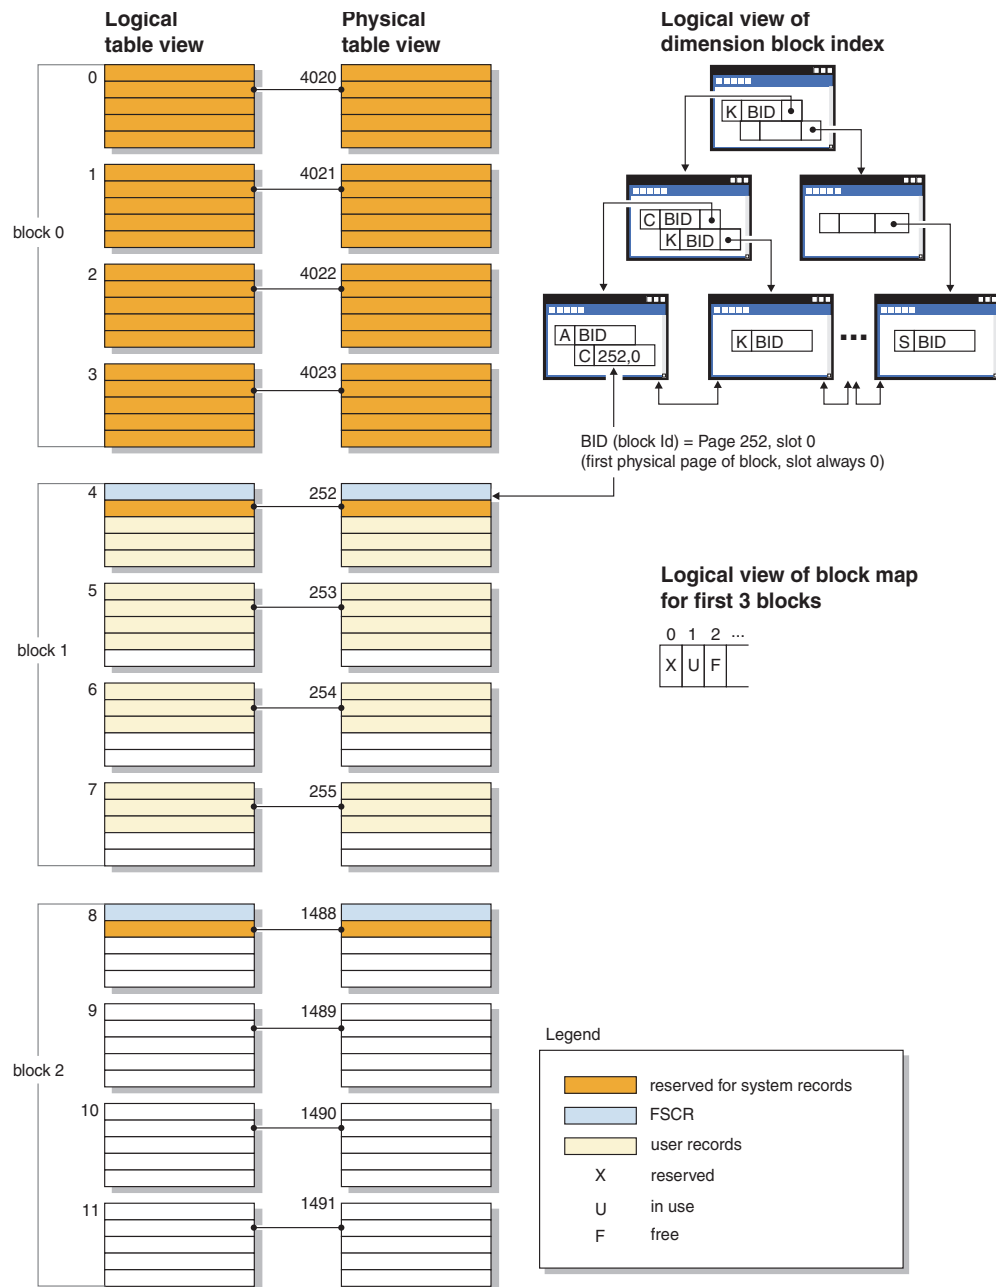 Logical
table view
Physical
table view
Logical view of
dimension block index
0
4020
1
4021
block 0
2
4022
3
4023
K BID
C BID
K BID
A BID
C 252,0
K BID
S BID
BID (block Id) = Page 252, slot 0
(first physical page of block, slot always 0)
4
252
5
253
block 1
6
254
7
255
Logical view of block map
for first 3 blocks
0 1 2 ...
X U F
8
1488
9
1489
block 2
10
1490
11
1491
Legend
reserved for system records
FSCR
user records
X reserved
U in use
F free